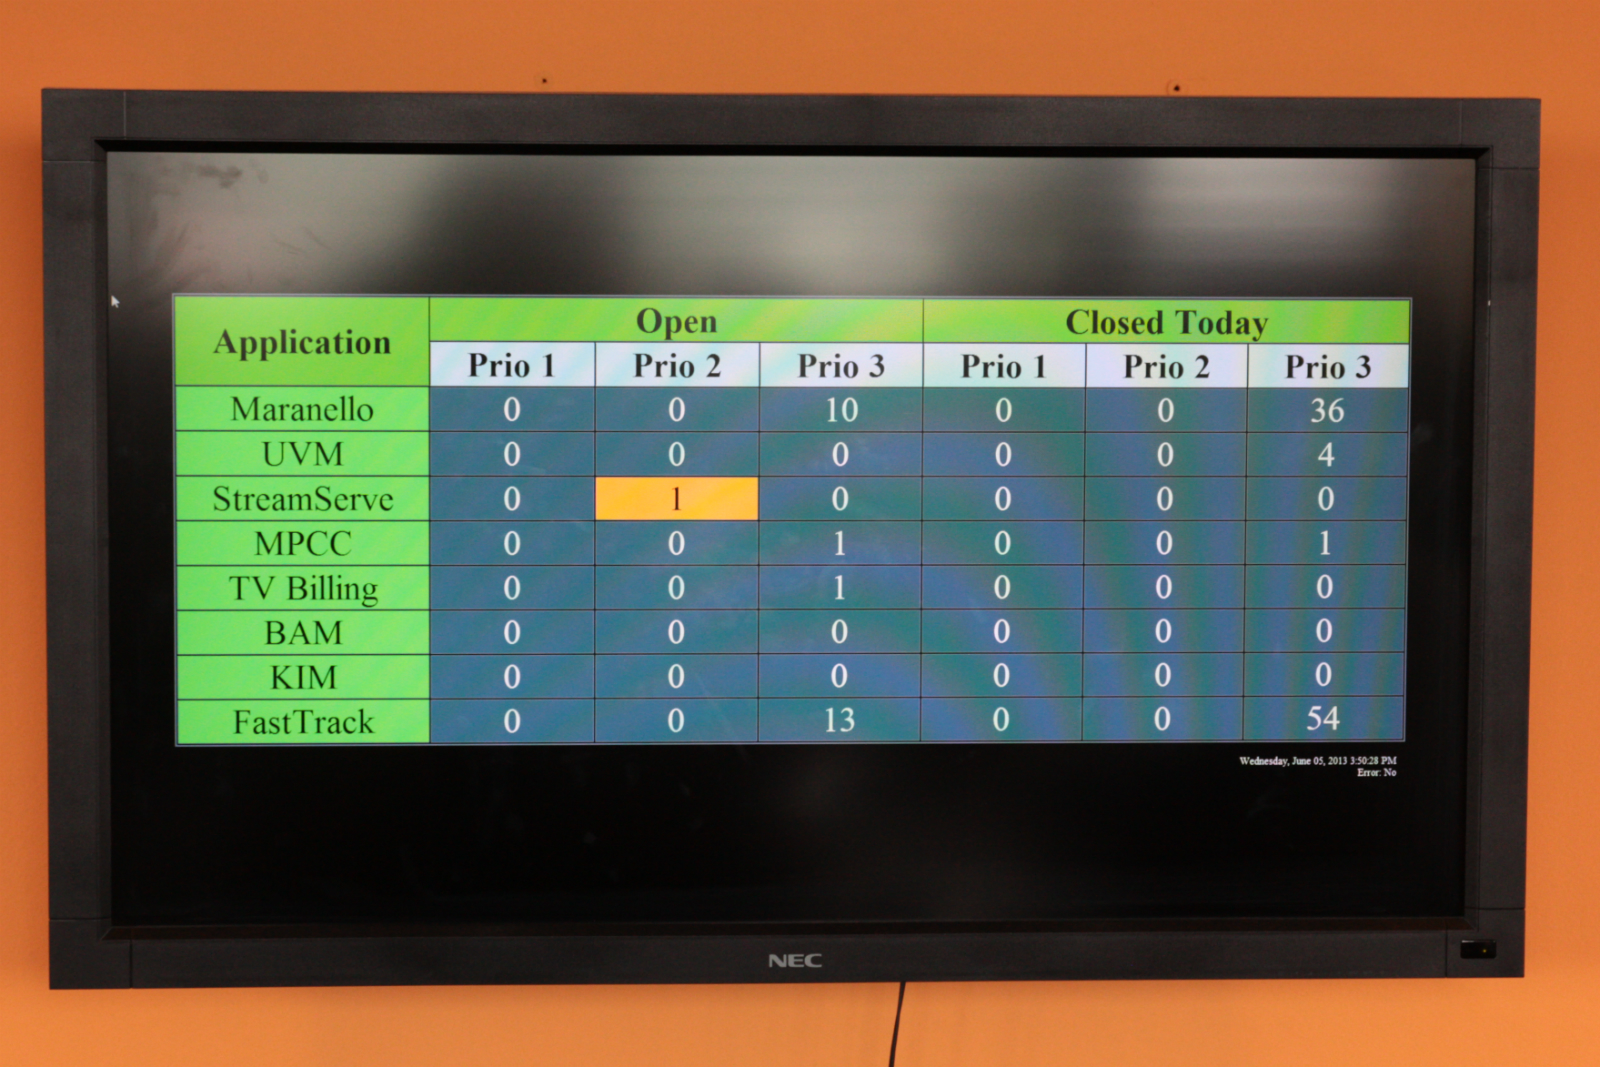 Application Open Closed Today
Prio 1 Prio 2 Prio 3 Prio 1 Prio 2 Prio 3
Maranello 0 0 10 0 0 36
UVM 0 0 0 0 0 4
StreamServe 0 1 0 0 0 0
MPCC 0 0 1 0 0 1
TV Billing 0 0 1 0 0 0
BAM 0 0 0 0 0 0
KIM 0 0 0 0 0 0
FastTrack 0 0 13 0 0 54
Wednesday, June 05, 2013 3:50:28 PM
Error: No
NEC